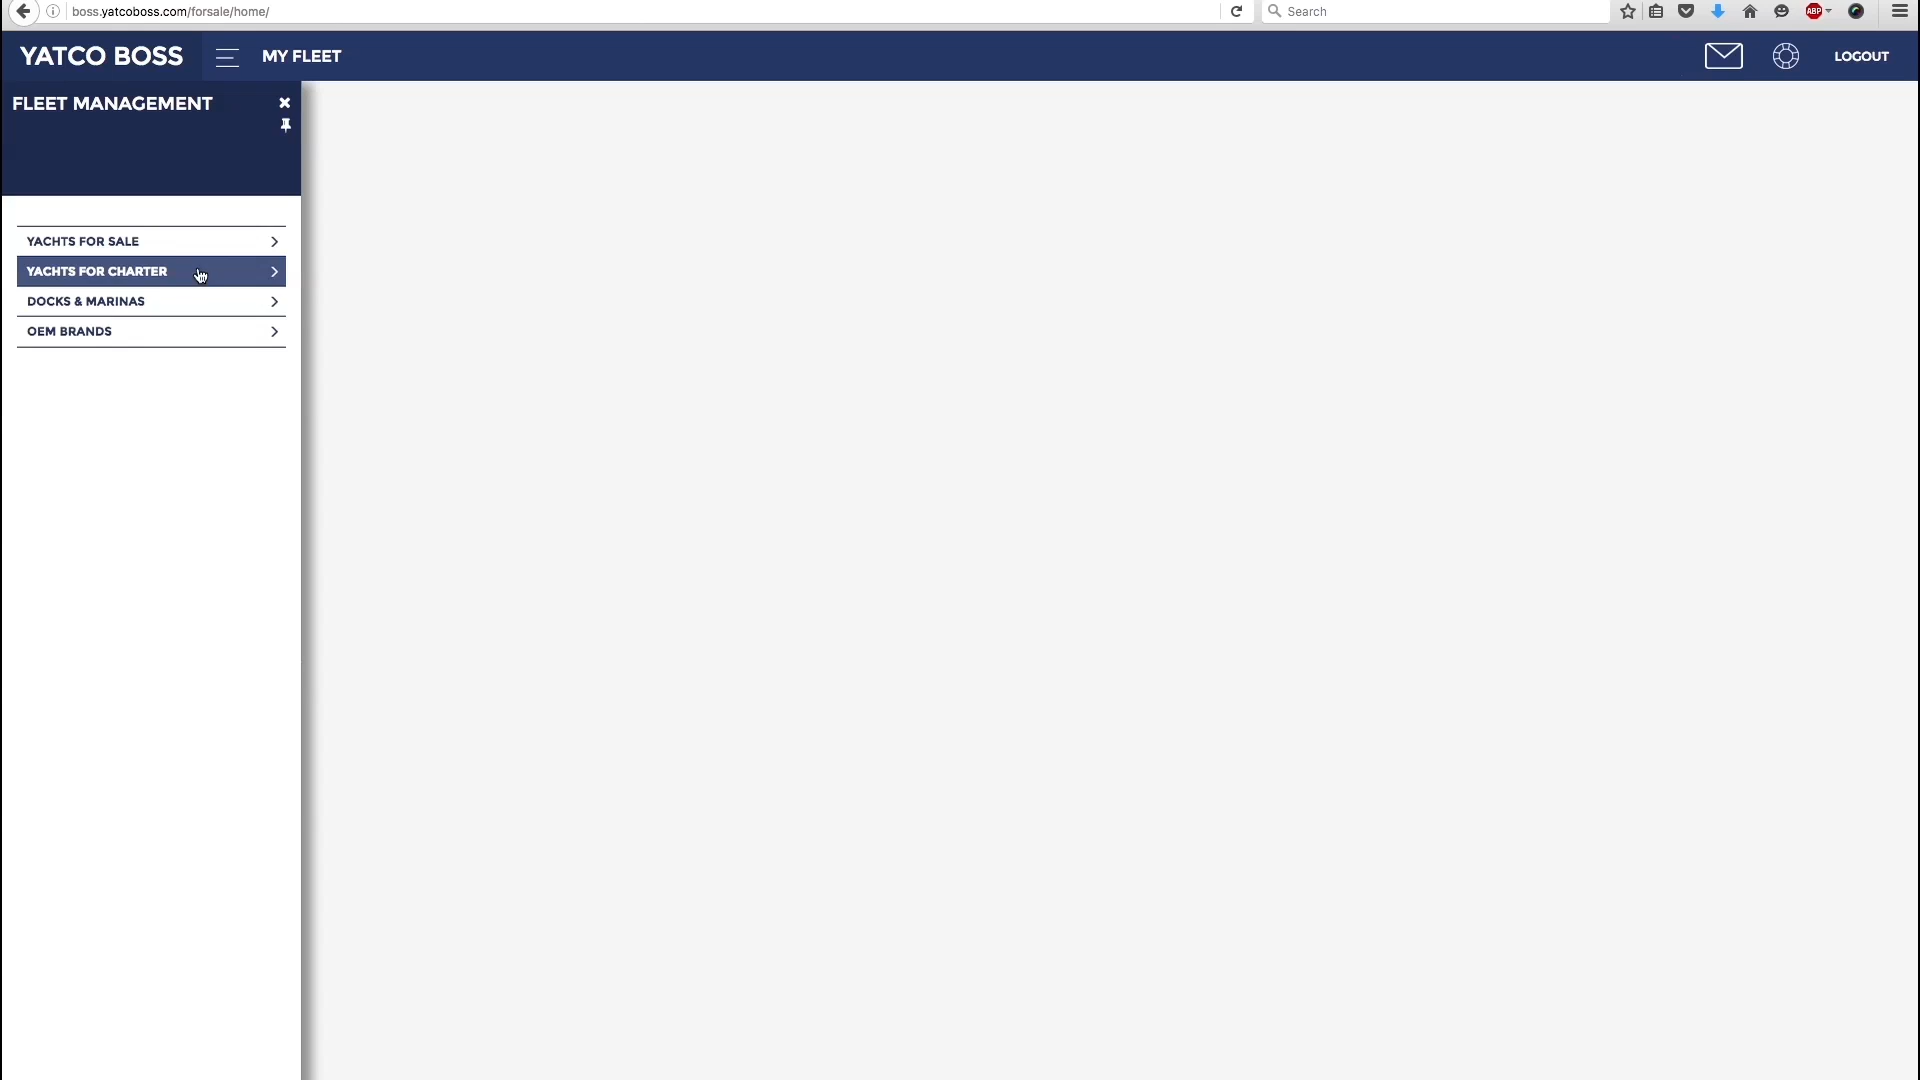 boss.yatcoboss.com/forsale/home/
Search
ABP
YATCO BOSS
MY FLEET
LOGOUT
FLEET MANAGEMENT
YACHTS FOR SALE
YACHTS FOR CHARTER
DOCKS & MARINAS
OEM BRANDS